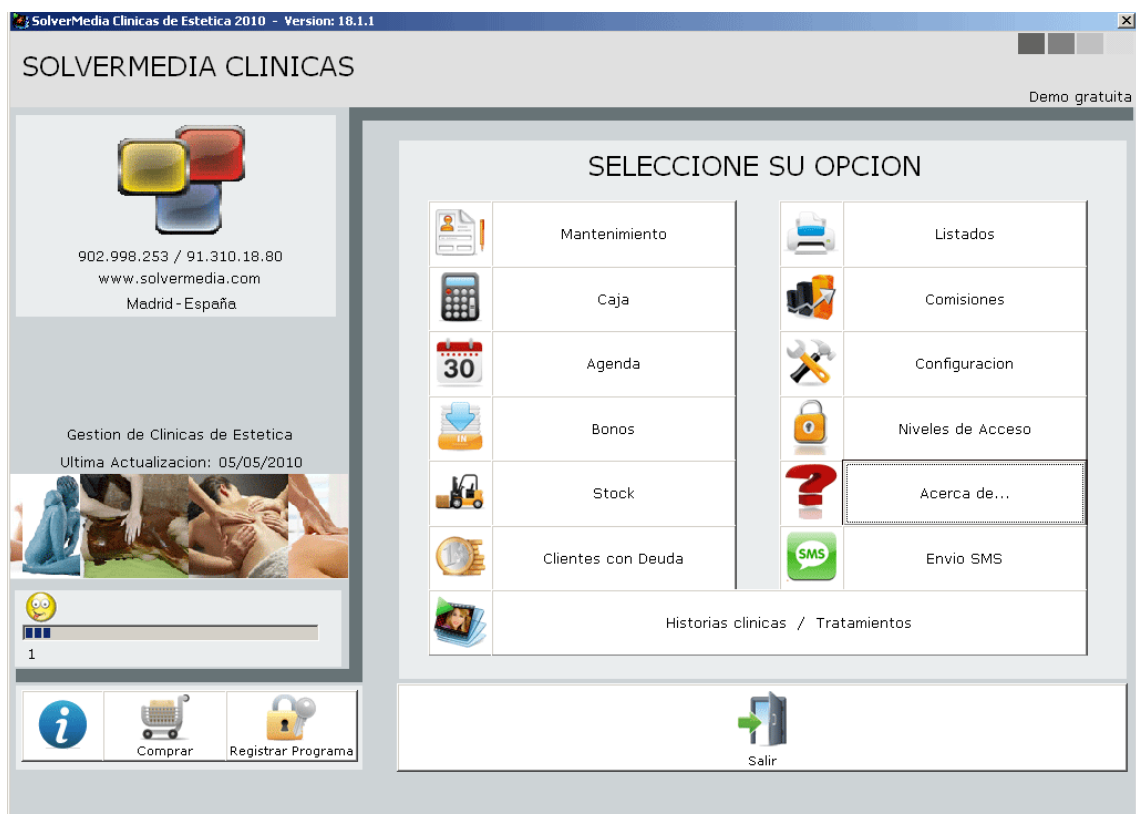 SolverMedia Clinicas de Estetica 2010 - Version: 18.1.1
SOLVERMEDIA CLINICAS
Demo gratuita
902.998.253 / 91.310.18.80
www.solvermedia.com
Madrid - España
Gestion de Clinicas de Estetica
Ultima Actualizacion: 05/05/2010
1
Comprar
Registrar Programa
SELECCIONE SU OPCION
Mantenimiento
Listados
Caja
Comisiones
30
Agenda
Configuracion
IN
Bonos
Niveles de Acceso
Stock
Acerca de...
Clientes con Deuda
SMS
Envio SMS
Historias clinicas / Tratamientos
Salir